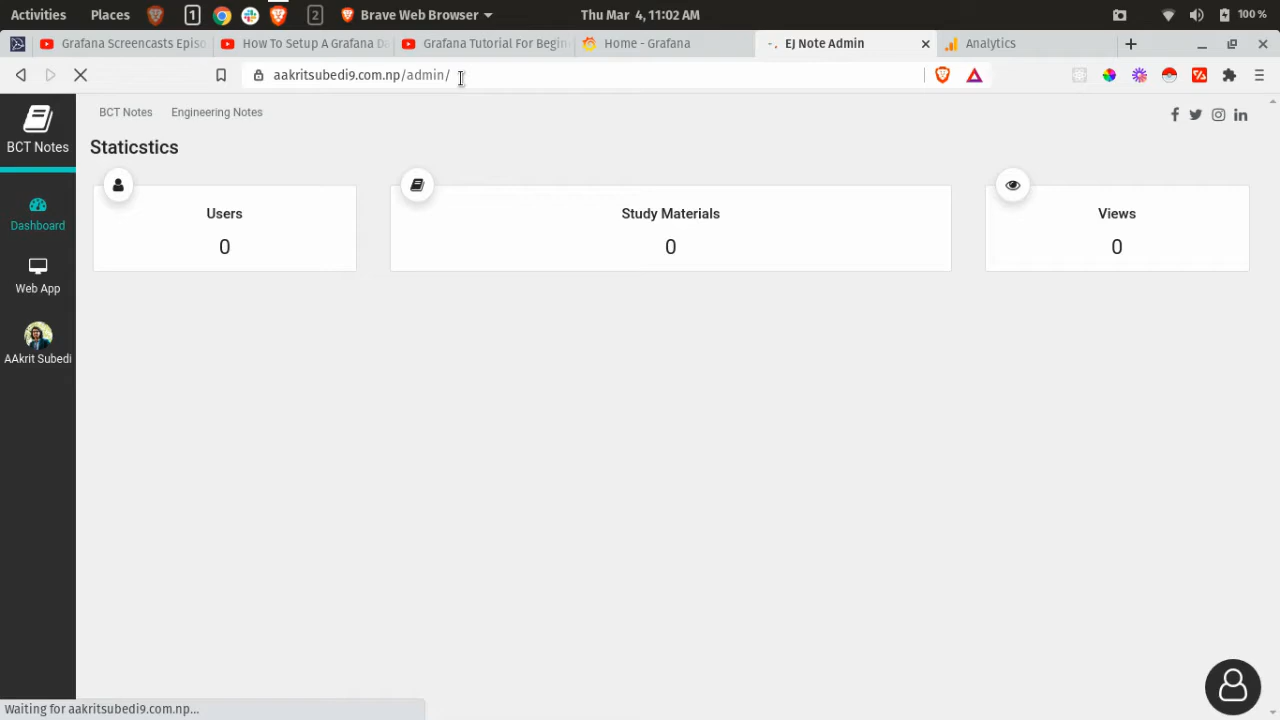 Activities Places 1 2 Brave Web Browser Thu Mar 4, 11:02 AM 100 %
Grafana Screencasts Episo How To Setup A Grafana Da Grafana Tutorial For Begin Home - Grafana EJ Note Admin Analytics
aakritsubedi9.com.np/admin/
BCT Notes Engineering Notes
BCT Notes
Staticstics
Users
0
Study Materials
0
Views
0
Dashboard
Web App
AAkrit Subedi
Waiting for aakritsubedi9.com.np...